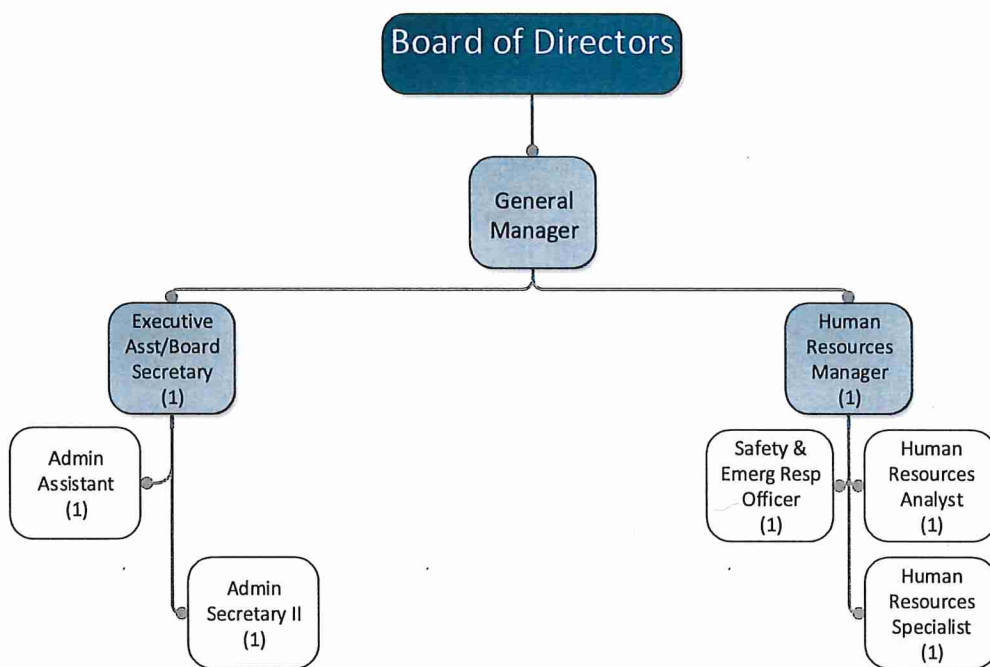 Board of Directors
General
Manager
Executive
Asst/Board
Secretary
(1)
Human
Resources
Manager
(1)
Admin
Assistant
(1)
Safety &
Emerg Resp
Officer
(1)
Human
Resources
Analyst
(1)
Admin
Secretary II
(1)
Human
Resources
Specialist
(1)